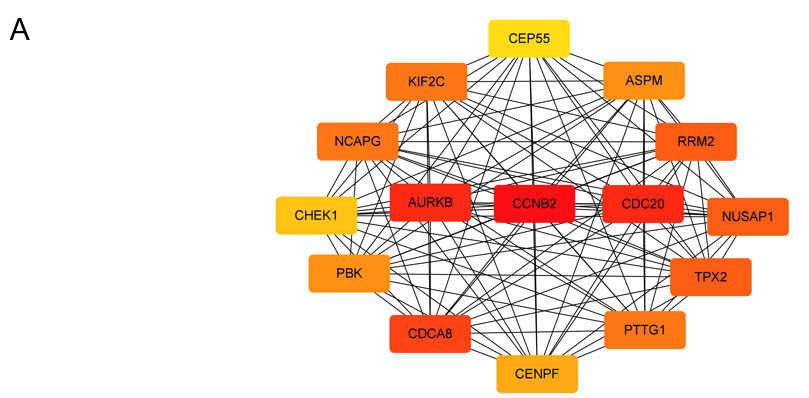 A
CEP55
KIF2C
ASPM
NCAPG
RRM2
AURKB
CCNB2
CDC20
CHEK1
NUSAP1
PBK
TPX2
CDCA8
PTTG1
CENPF